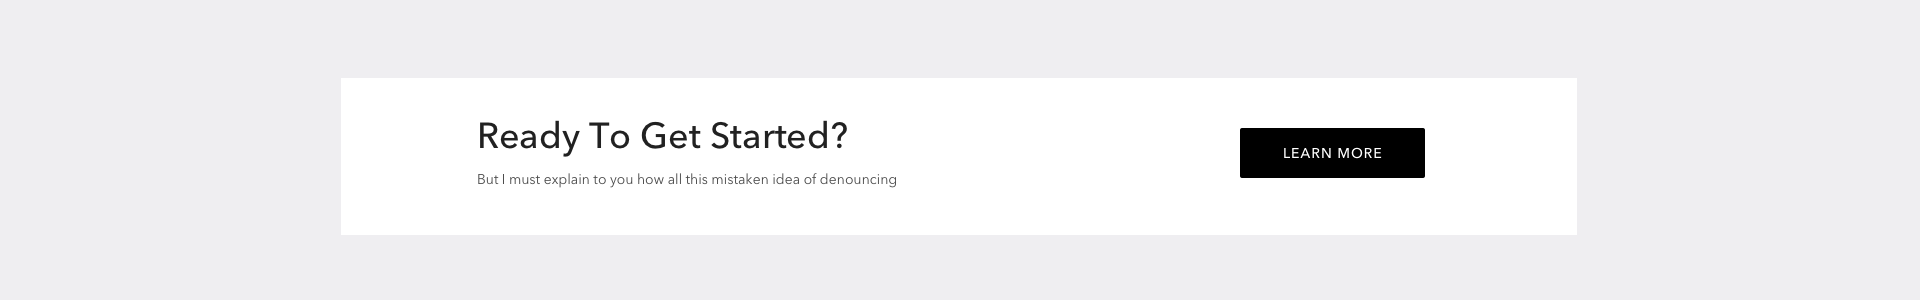 Ready To Get Started?
But I must explain to you how all this mistaken idea of denouncing
LEARN MORE